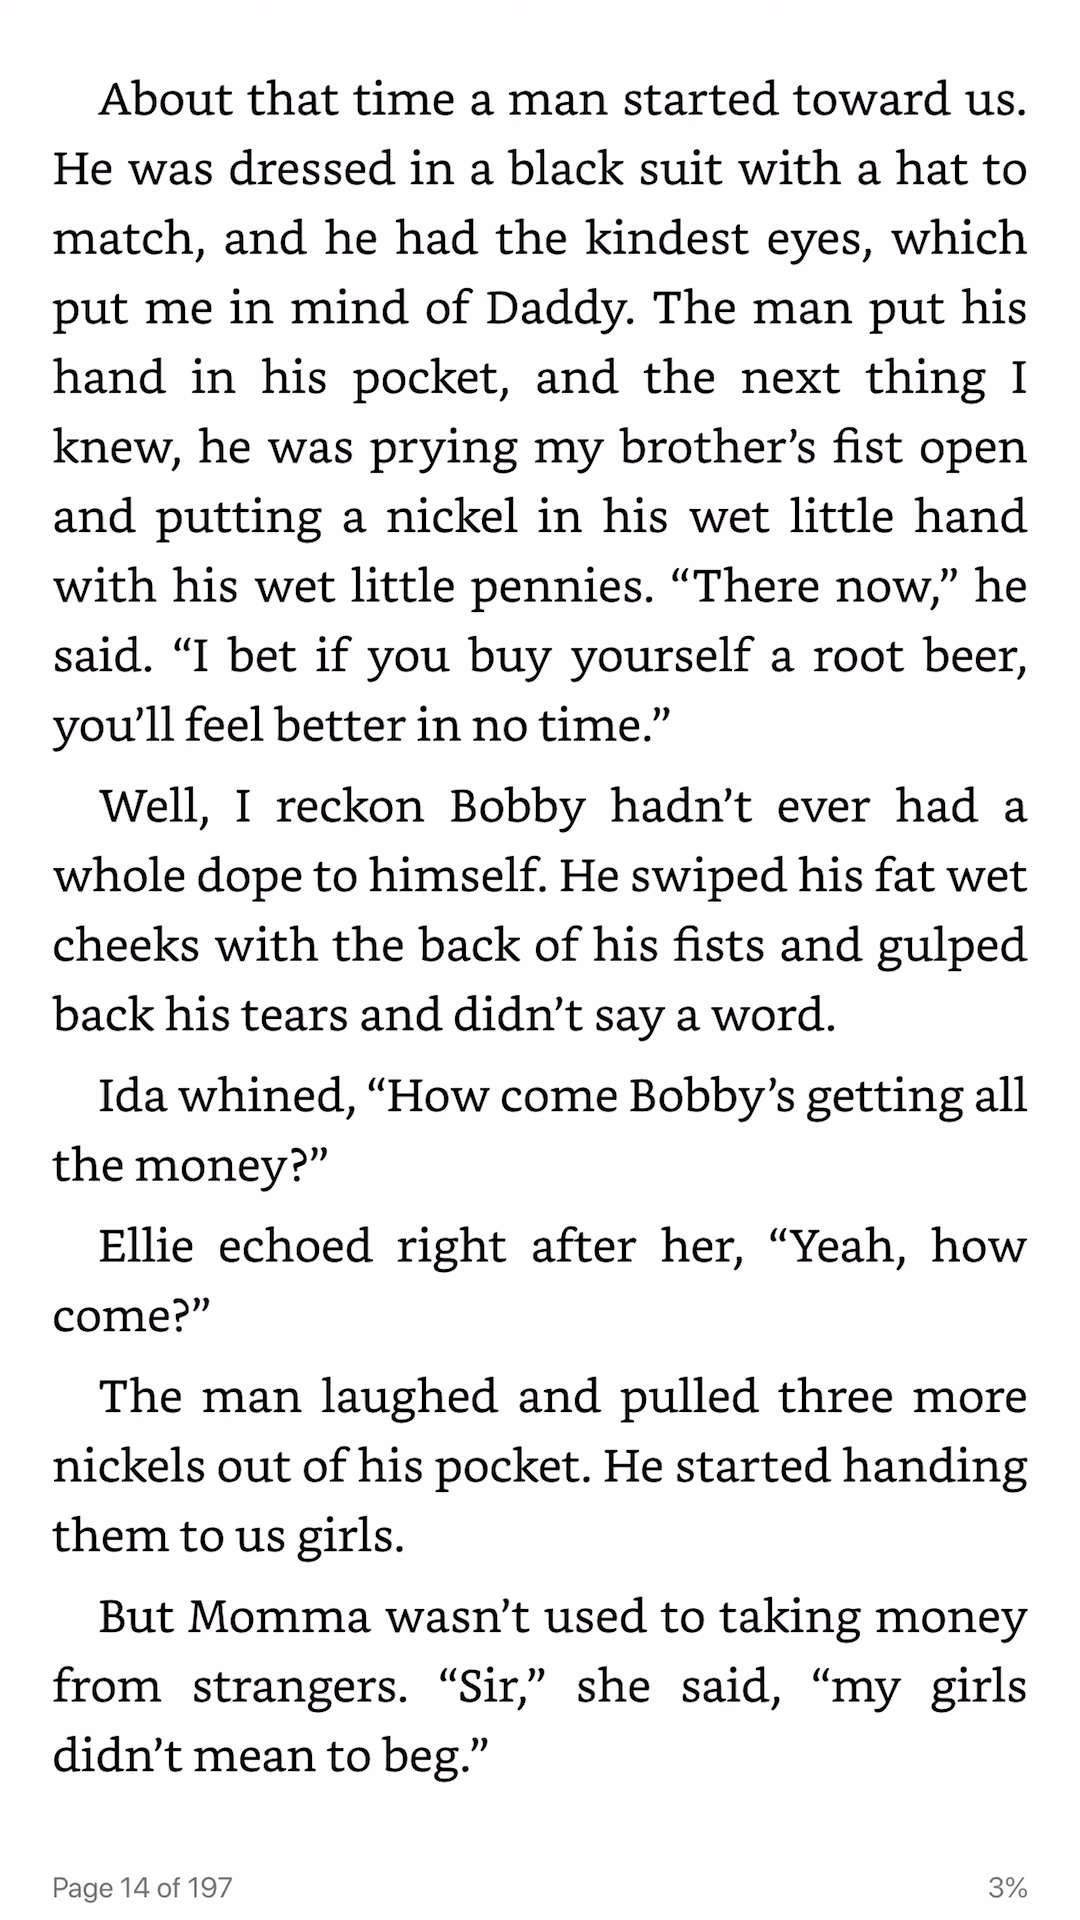 About that time a man started toward us.
He was dressed in a black suit with a hat to
match, and he had the kindest eyes, which
put me in mind of Daddy. The man put his
hand in his pocket, and the next thing I
knew, he was prying my brother’s fist open
and putting a nickel in his wet little hand
with his wet little pennies. “There now,” he
said. “I bet if you buy yourself a root beer,
you’ll feel better in no time.”
Well, I reckon Bobby hadn’t ever had a
whole dope to himself. He swiped his fat wet
cheeks with the back of his fists and gulped
back his tears and didn’t say a word.
Ida whined, “How come Bobby’s getting all
the money?”
Ellie echoed right after her, “Yeah, how
come?”
The man laughed and pulled three more
nickels out of his pocket. He started handing
them to us girls.
But Momma wasn’t used to taking money
from strangers. “Sir,” she said, “my girls
didn’t mean to beg.”
Page 14 of 197 3%